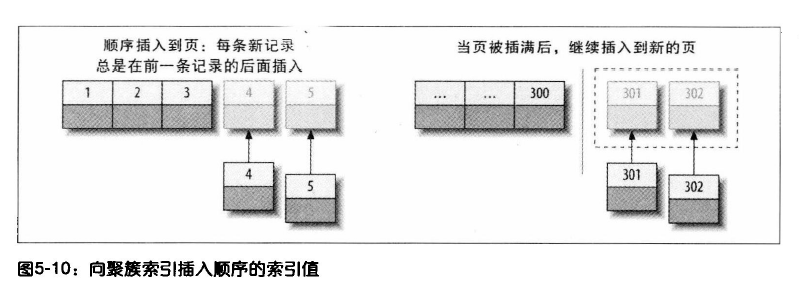 顺序插入到页：每条新记录
总是在前一条记录的后面插入
1 2 3 4 5
4
5
当页被插满后，继续插入到新的页
... ... 300 301 302
301
302
图5-10：向聚簇索引插入顺序的索引值